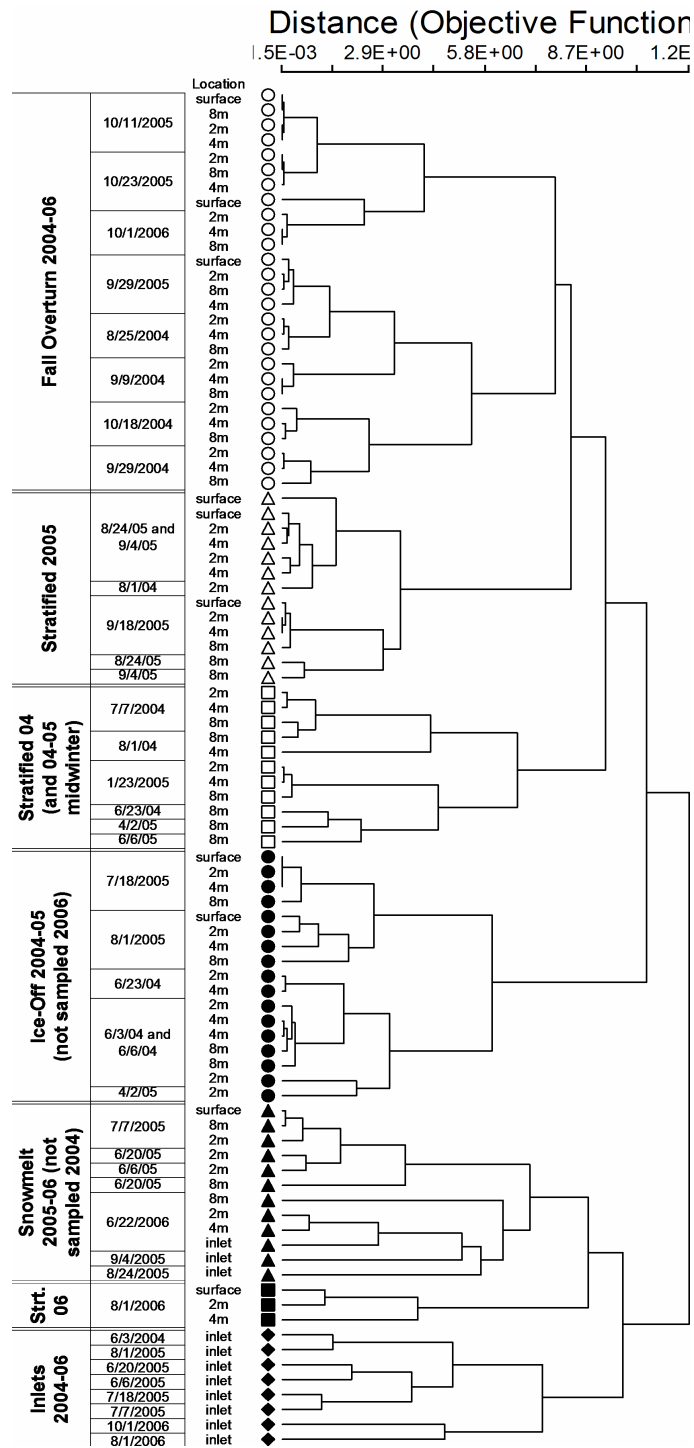 Distance (Objective Function
1.5E-03 2.9E+00 5.8E+00 8.7E+00 1.2E
Location
Fall Overturn 2004-06
10/11/2005
surface
8m
2m
4m
10/23/2005
2m
8m
4m
surface
10/1/2006
2m
4m
8m
9/29/2005
surface
2m
8m
4m
8/25/2004
2m
4m
8m
9/9/2004
2m
4m
8m
10/18/2004
2m
4m
8m
9/29/2004
2m
4m
8m
Stratified 2005
8/24/05 and
9/4/05
surface
surface
2m
4m
2m
4m
8/1/04
2m
9/18/2005
surface
2m
4m
8m
8/24/05
8m
9/4/05
8m
Stratified 04
(and 04-05
midwinter)
7/7/2004
2m
4m
8m
8/1/04
8m
4m
1/23/2005
2m
4m
8m
6/23/04
8m
4/2/05
8m
6/6/05
8m
Ice-Off 2004-05
(not sampled 2006)
7/18/2005
surface
2m
4m
8m
8/1/2005
surface
2m
4m
8m
6/23/04
2m
4m
6/3/04 and
6/6/04
2m
4m
4m
8m
8m
2m
4/2/05
2m
Snowmelt
2005-06 (not
sampled 2004)
7/7/2005
surface
8m
2m
6/20/05
2m
6/6/05
2m
6/20/05
8m
6/22/2006
8m
2m
4m
inlet
9/4/2005
inlet
8/24/2005
inlet
Strt.
06
8/1/2006
surface
2m
4m
Inlets
2004-06
6/3/2004
inlet
8/1/2005
inlet
6/20/2005
inlet
6/6/2005
inlet
7/18/2005
inlet
7/7/2005
inlet
10/1/2006
inlet
8/1/2006
inlet